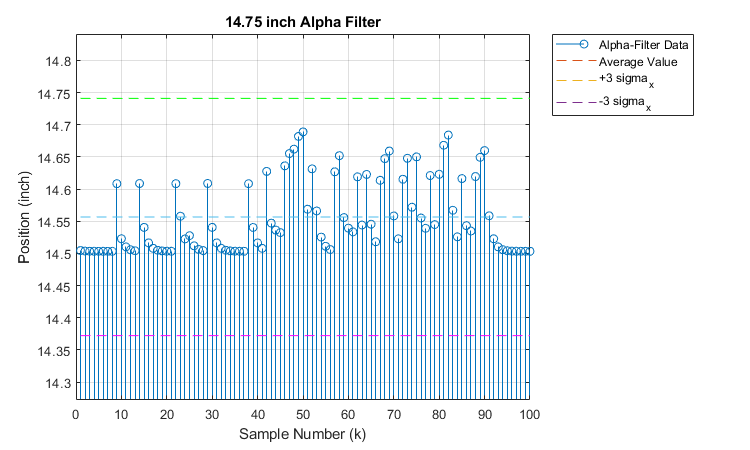 14.75 inch Alpha Filter
Position (inch)
14.8
14.75
14.7
14.65
14.6
14.55
14.5
14.45
14.4
14.35
14.3
0 10 20 30 40 50 60 70 80 90 100
Sample Number (k)
Alpha-Filter Data
Average Value
+3 sigma x
-3 sigma x